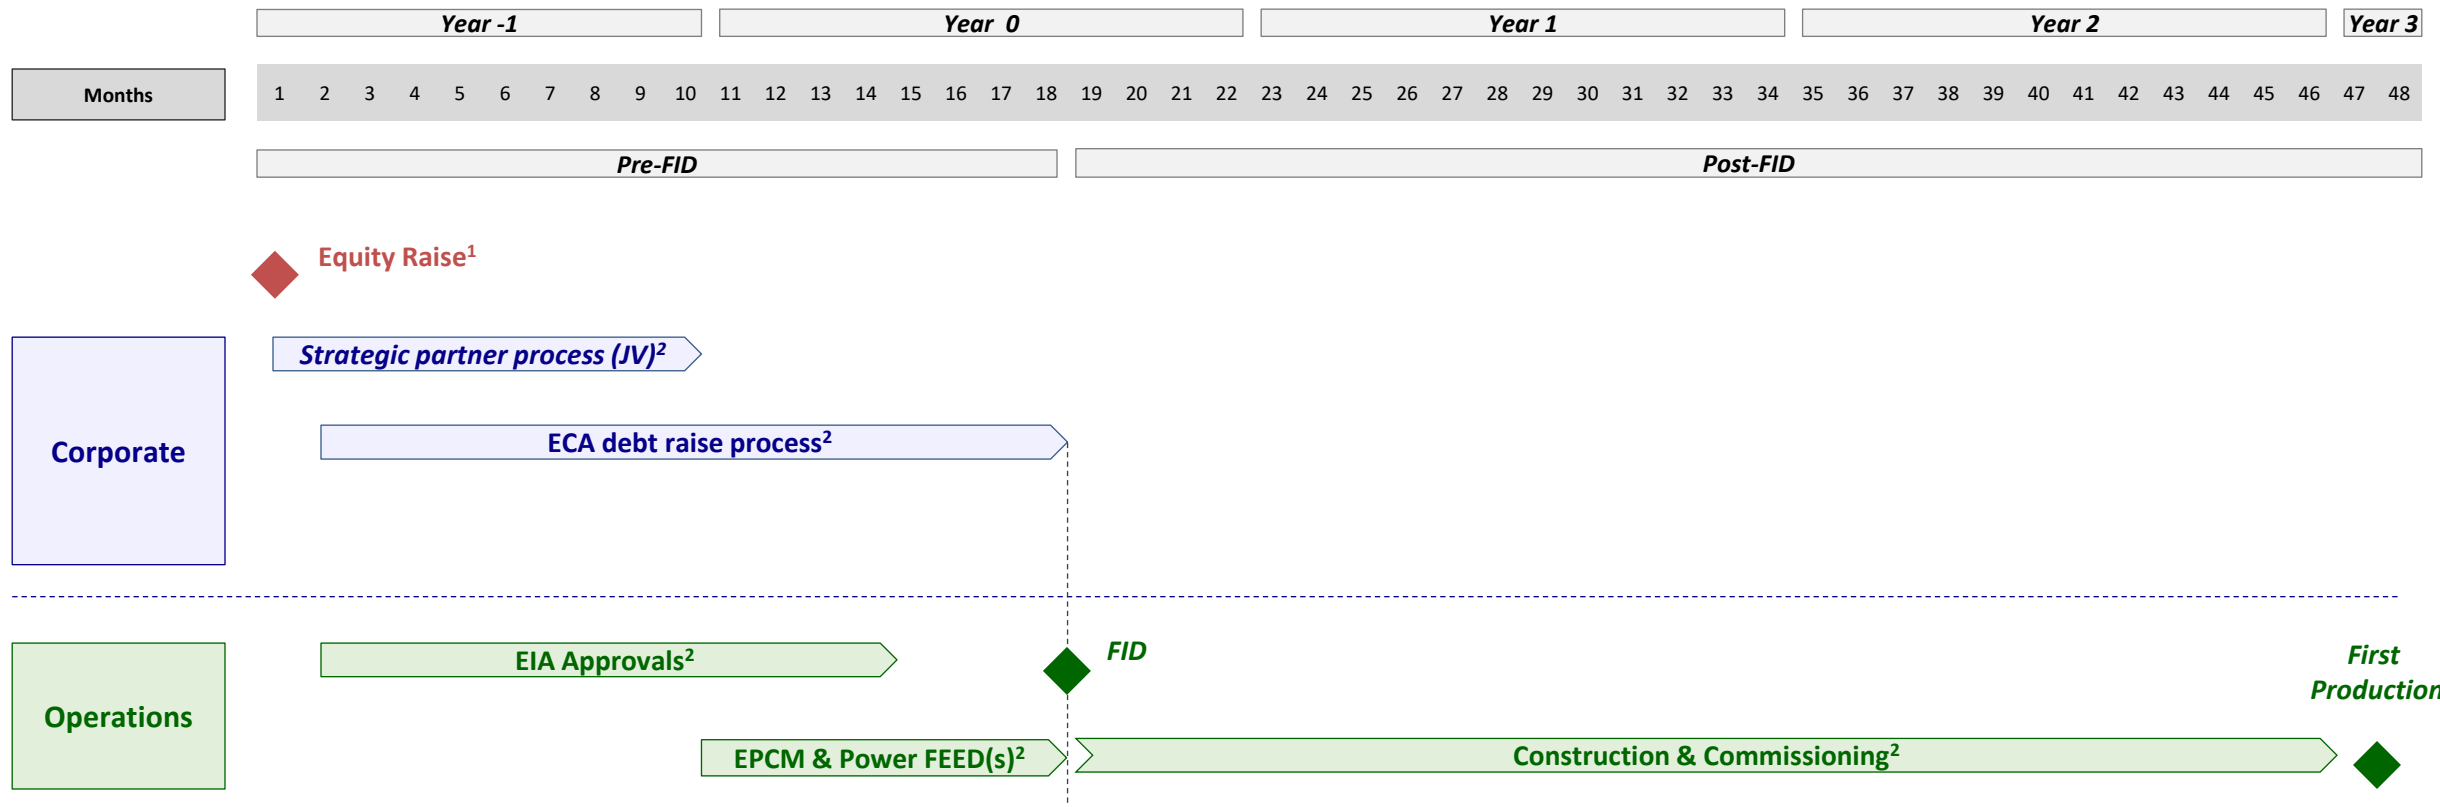 Year -1 Year 0 Year 1 Year 2 Year 3
Months 1 2 3 4 5 6 7 8 9 10 11 12 13 14 15 16 17 18 19 20 21 22 23 24 25 26 27 28 29 30 31 32 33 34 35 36 37 38 39 40 41 42 43 44 45 46 47 48
Pre-FID Post-FID
Equity Raise¹
Strategic partner process (JV)²
ECA debt raise process²
Corporate
EIA Approvals²
FID
First
Production
Operations
EPCM & Power FEED(s)²
Construction & Commissioning²